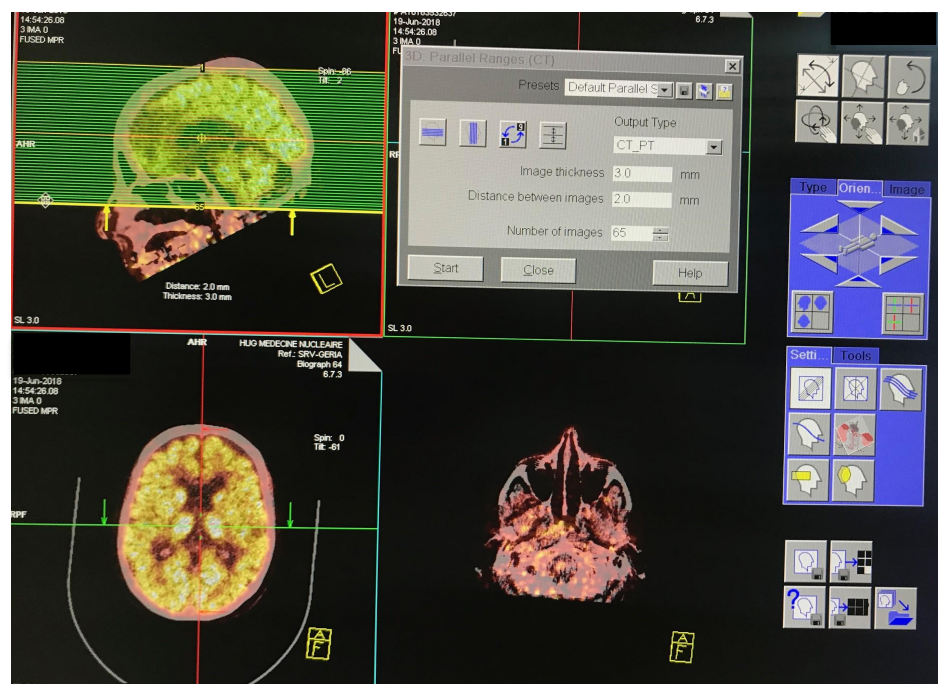 14:54:26.08
3 IMA 0
FUSED MPR
1
Spin: -86
Tilt: 2
AHR
65
Distance: 2.0 mm
Thickness: 3.0 mm
L
SL 3.0
19-Jun-2018
14:54:26.08
3 IMA 0
6.7.3
A
SL 3.0
3D: Parallel Ranges (CT)
Presets
Default Parallel S
Output Type
CT_PT
Image thickness 3.0 mm
Distance between images 2.0 mm
Number of images 65
Start
Close
Help
Type
Orien...
Image
Setti...
Tools
AHR
HUG MEDECINE NUCLEAIRE
Ref.: SRV-GERIA
Biograph 64
6.7.3
19-Jun-2018
14:54:26.08
3 IMA 0
FUSED MPR
Spin: 0
Tilt: -61
RPF
A
F
A
F